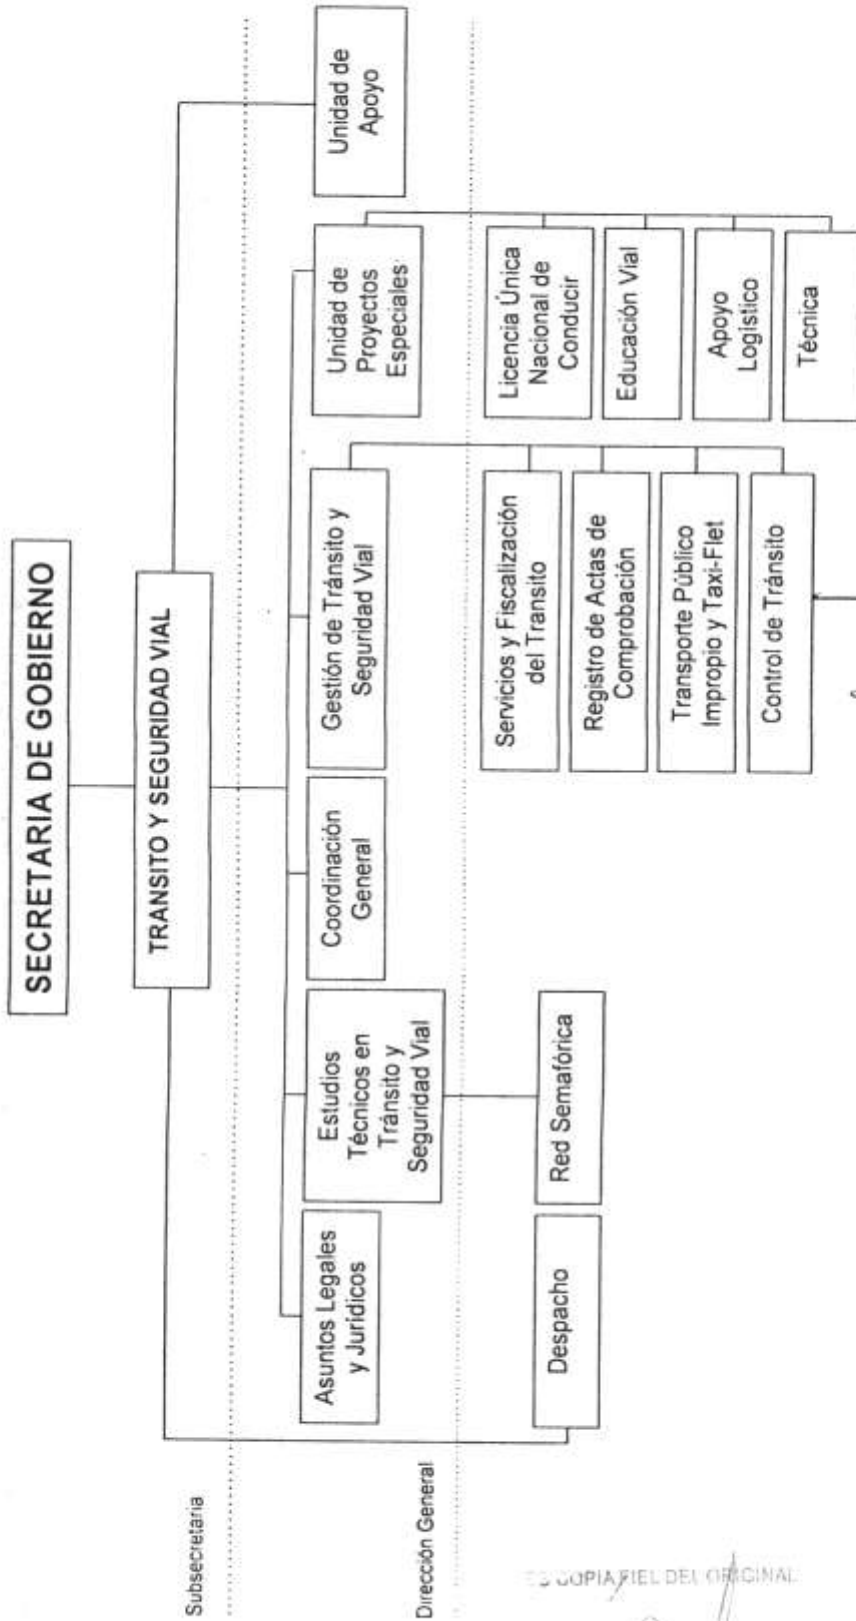 SECRETARIA DE GOBIERNO
TRANSITO Y SEGURIDAD VIAL
Subsecretaria
Asuntos Legales
y Jurídicos
Estudios
Técnicos en
Tránsito y
Seguridad Vial
Coordinación
General
Gestión de Tránsito y
Seguridad Vial
Unidad de
Proyectos
Especiales
Unidad de
Apoyo
Dirección General
Despacho
Red Semafórica
Servicios y Fiscalización
del Transito
Registro de Actas de
Comprobación
Transporte Público
Impropio y Taxi-Flet
Control de Tránsito
Licencia Única
Nacional de
Conducir
Educación Vial
Apoyo
Logístico
Técnica
ES COPIA FIEL DEL ORIGINAL